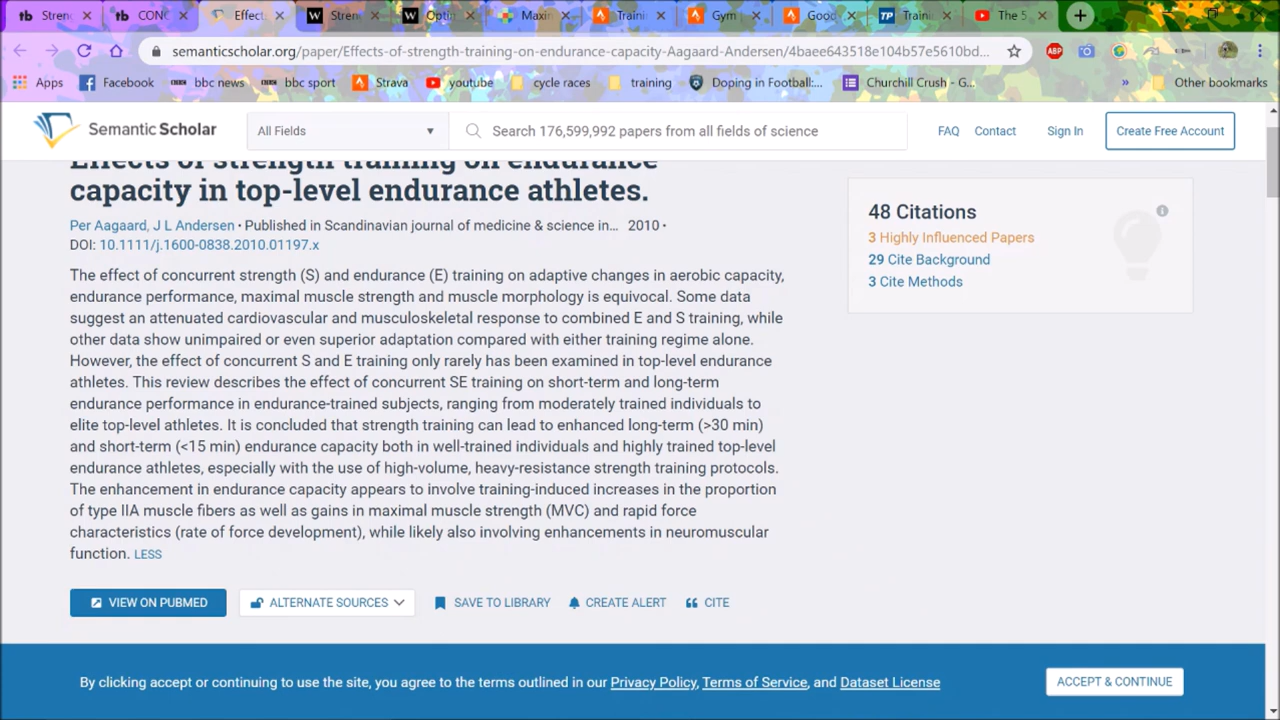 Stren
CONC
Effect
Stren
Optim
Maxin
Trainin
Gym
Good
Trainin
The 5
semanticscholar.org/paper/Effects-of-strength-training-on-endurance-capacity-Aagaard-Andersen/4baee643518e104b57e5610bd...
Apps Facebook bbc news bbc sport Strava youtube cycle races training Doping in Football:... Churchill Crush - G... » Other bookmarks
Semantic Scholar All Fields Search 176,599,992 papers from all fields of science FAQ Contact Sign In Create Free Account
Effects of strength training on endurance
capacity in top-level endurance athletes.
Per Aagaard, J L Andersen • Published in Scandinavian journal of medicine & science in... 2010 •
DOI: 10.1111/j.1600-0838.2010.01197.x
The effect of concurrent strength (S) and endurance (E) training on adaptive changes in aerobic capacity,
endurance performance, maximal muscle strength and muscle morphology is equivocal. Some data
suggest an attenuated cardiovascular and musculoskeletal response to combined E and S training, while
other data show unimpaired or even superior adaptation compared with either training regime alone.
However, the effect of concurrent S and E training only rarely has been examined in top-level endurance
athletes. This review describes the effect of concurrent SE training on short-term and long-term
endurance performance in endurance-trained subjects, ranging from moderately trained individuals to
elite top-level athletes. It is concluded that strength training can lead to enhanced long-term (>30 min)
and short-term (<15 min) endurance capacity both in well-trained individuals and highly trained top-level
endurance athletes, especially with the use of high-volume, heavy-resistance strength training protocols.
The enhancement in endurance capacity appears to involve training-induced increases in the proportion
of type IIA muscle fibers as well as gains in maximal muscle strength (MVC) and rapid force
characteristics (rate of force development), while likely also involving enhancements in neuromuscular
function. LESS
48 Citations
3 Highly Influenced Papers
29 Cite Background
3 Cite Methods
VIEW ON PUBMED ALTERNATE SOURCES SAVE TO LIBRARY CREATE ALERT CITE
By clicking accept or continuing to use the site, you agree to the terms outlined in our Privacy Policy, Terms of Service, and Dataset License
ACCEPT & CONTINUE